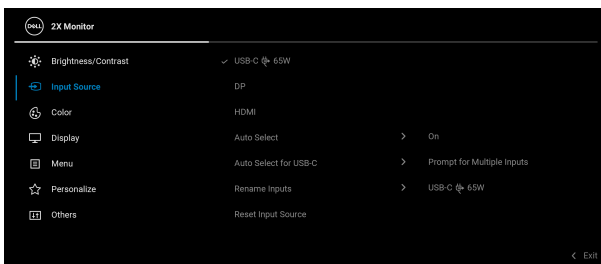 DELL 2X Monitor
Brightness/Contrast USB-C 65W
Input Source DP
Color HDMI
Display Auto Select On
Menu Auto Select for USB-C Prompt for Multiple Inputs
Personalize Rename Inputs USB-C 65W
Others Reset Input Source
Exit